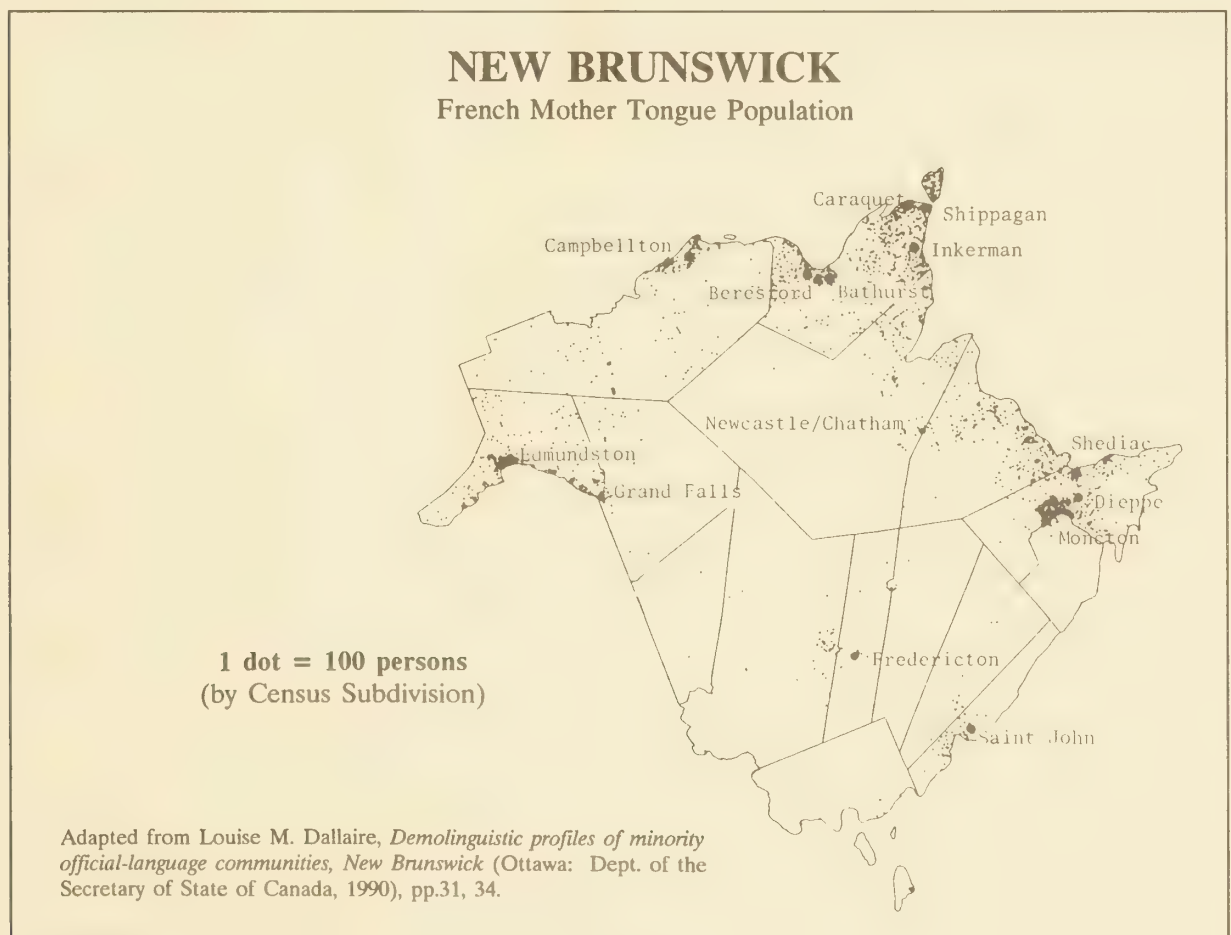 NEW BRUNSWICK
French Mother Tongue Population
Caraquet
Shippagan
Campbellton
Inkerman
Beresford
Bathurst
Newcastle/Chatham
Shediac
Edmundston
Grand Falls
Dieppe
Moncton
1 dot = 100 persons
(by Census Subdivision)
Fredericton
Saint John
Adapted from Louise M. Dallaire, Demolinguistic profiles of minority
official-language communities, New Brunswick (Ottawa: Dept. of the
Secretary of State of Canada, 1990), pp.31, 34.